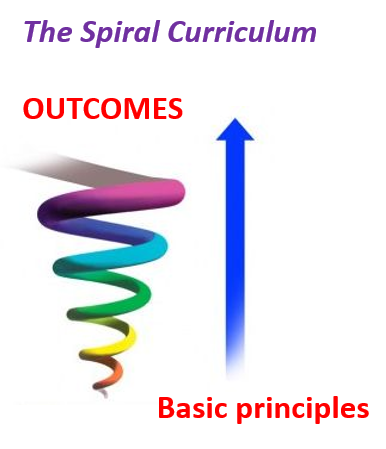 The Spiral Curriculum
OUTCOMES
Basic principles